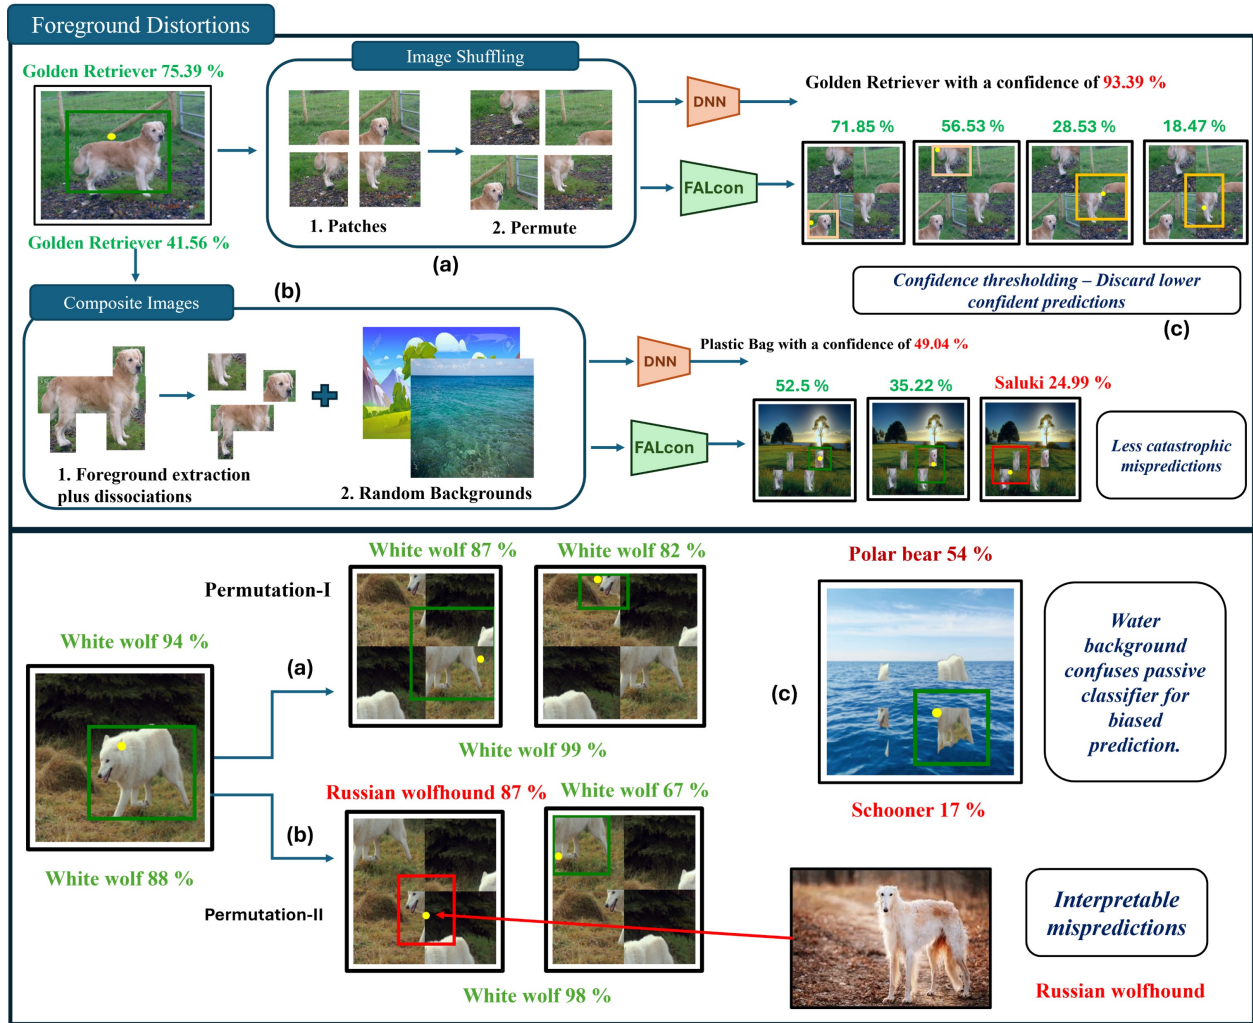 Foreground Distortions
Image Shuffling
Golden Retriever 75.39 %
DNN
Golden Retriever with a confidence of 93.39 %
71.85 %
56.53 %
28.53 %
18.47 %
FALcon
1. Patches
2. Permute
Golden Retriever 41.56 %
(a)
(b)
Composite Images
Confidence thresholding – Discard lower
confident predictions
(c)
Plastic Bag with a confidence of 49.04 %
DNN
52.5 %
35.22 %
Saluki 24.99 %
FALcon
Less catastrophic
mispredictions
1. Foreground extraction
plus dissociations
2. Random Backgrounds
White wolf 87 %
White wolf 82 %
Polar bear 54 %
Permutation-I
White wolf 94 %
(a)
(c)
Water
background
confuses passive
classifier for
biased
prediction.
White wolf 99 %
Russian wolfhound 87 %
White wolf 67 %
Schooner 17 %
(b)
White wolf 88 %
Permutation-II
Interpretable
mispredictions
White wolf 98 %
Russian wolfhound